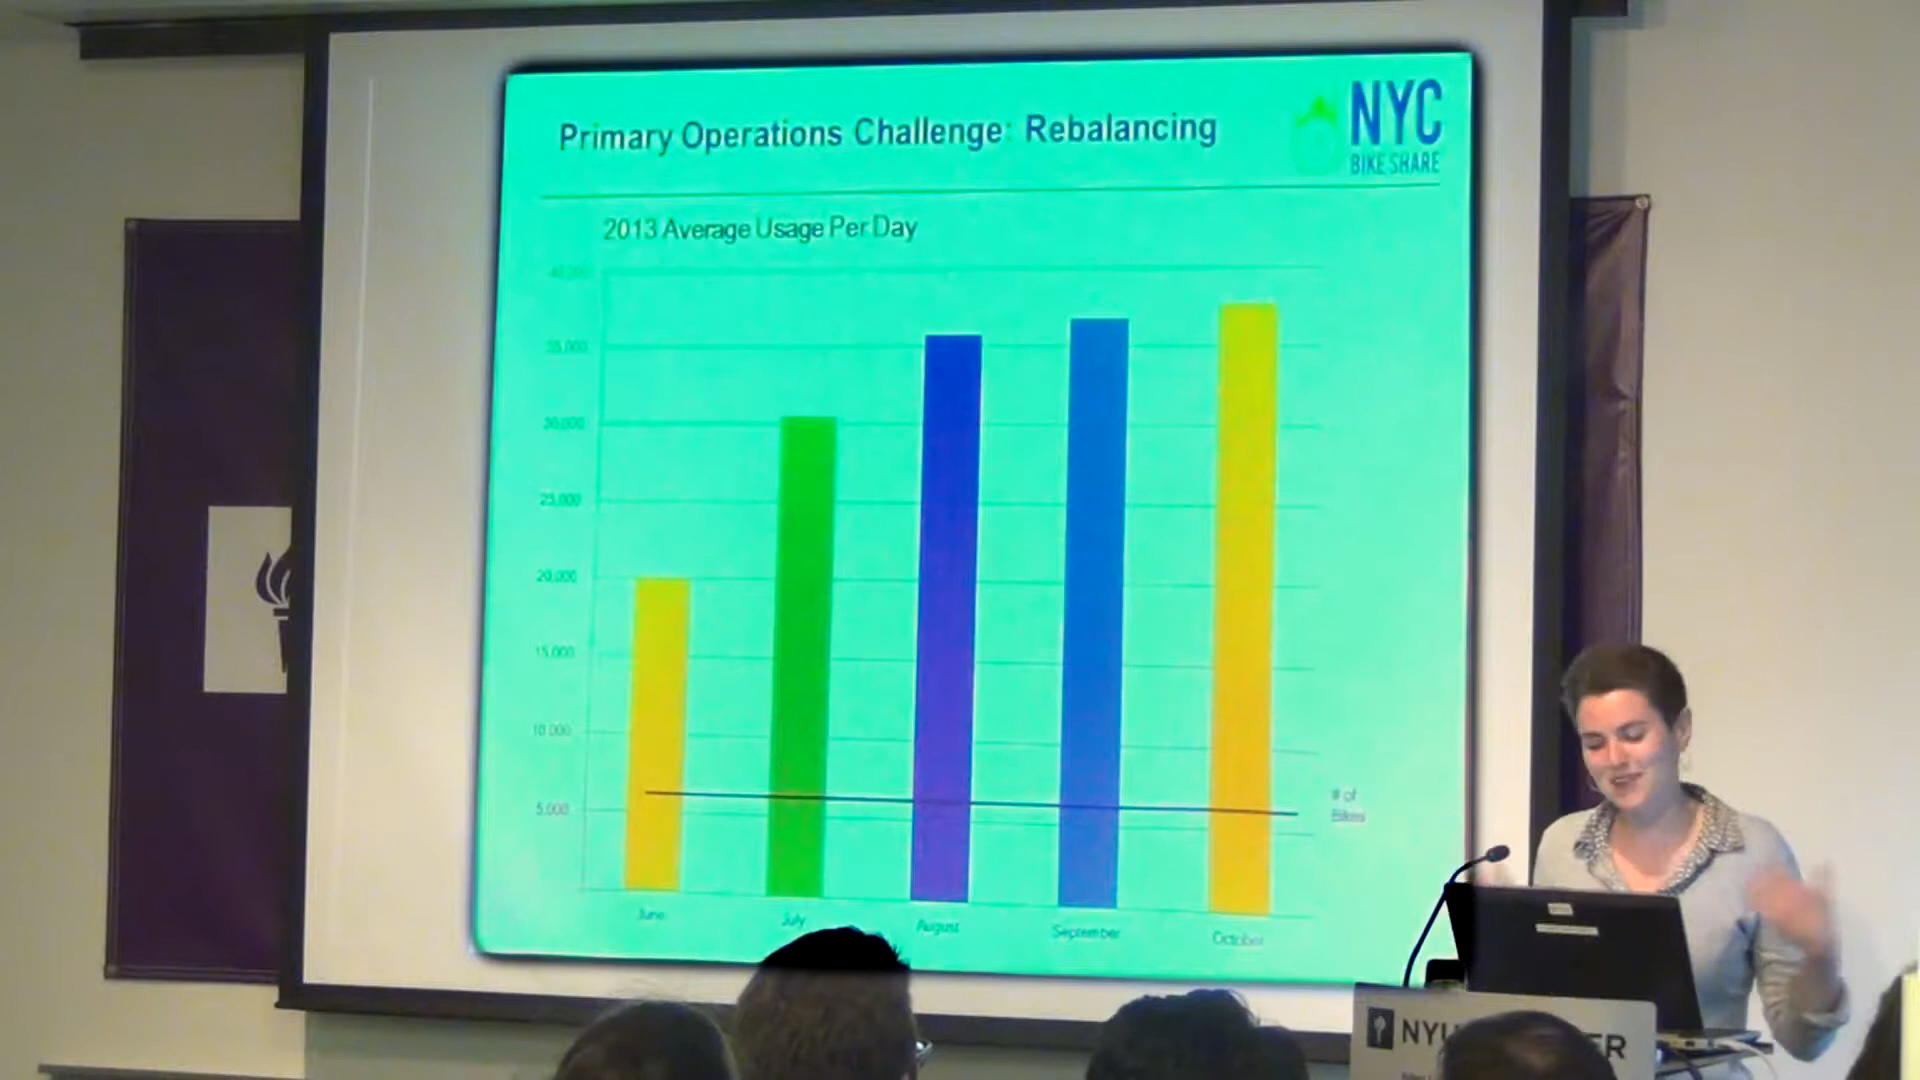 Primary Operations Challenge: Rebalancing
NYC
BIKE SHARE
2013 Average Usage Per Day
40,000
35,000
30,000
25,000
20,000
15,000
10,000
5,000
# of
Bikes
June
July
August
September
October
NYU
ER